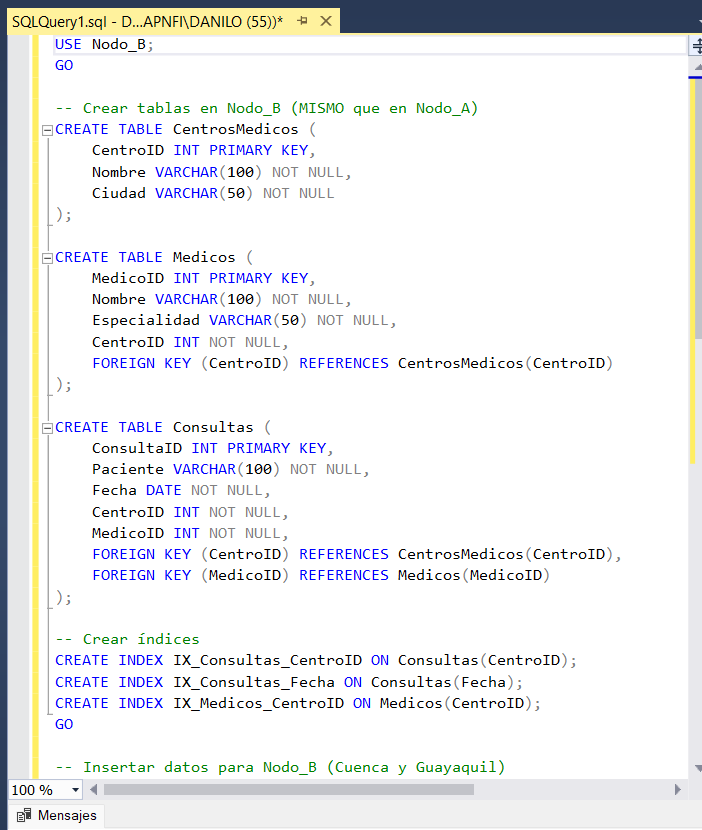 SQLQuery1.sql - D...APNFI\DANILO (55))*
USE Nodo_B;
GO
-- Crear tablas en Nodo_B (MISMO que en Nodo_A)
CREATE TABLE CentrosMedicos (
CentroID INT PRIMARY KEY,
Nombre VARCHAR(100) NOT NULL,
Ciudad VARCHAR(50) NOT NULL
);
CREATE TABLE Medicos (
MedicoID INT PRIMARY KEY,
Nombre VARCHAR(100) NOT NULL,
Especialidad VARCHAR(50) NOT NULL,
CentroID INT NOT NULL,
FOREIGN KEY (CentroID) REFERENCES CentrosMedicos(CentroID)
);
CREATE TABLE Consultas (
ConsultaID INT PRIMARY KEY,
Paciente VARCHAR(100) NOT NULL,
Fecha DATE NOT NULL,
CentroID INT NOT NULL,
MedicoID INT NOT NULL,
FOREIGN KEY (CentroID) REFERENCES CentrosMedicos(CentroID),
FOREIGN KEY (MedicoID) REFERENCES Medicos(MedicoID)
);
-- Crear índices
CREATE INDEX IX_Consultas_CentroID ON Consultas(CentroID);
CREATE INDEX IX_Consultas_Fecha ON Consultas(Fecha);
CREATE INDEX IX_Medicos_CentroID ON Medicos(CentroID);
GO
-- Insertar datos para Nodo_B (Cuenca y Guayaquil)
100 %
Mensajes